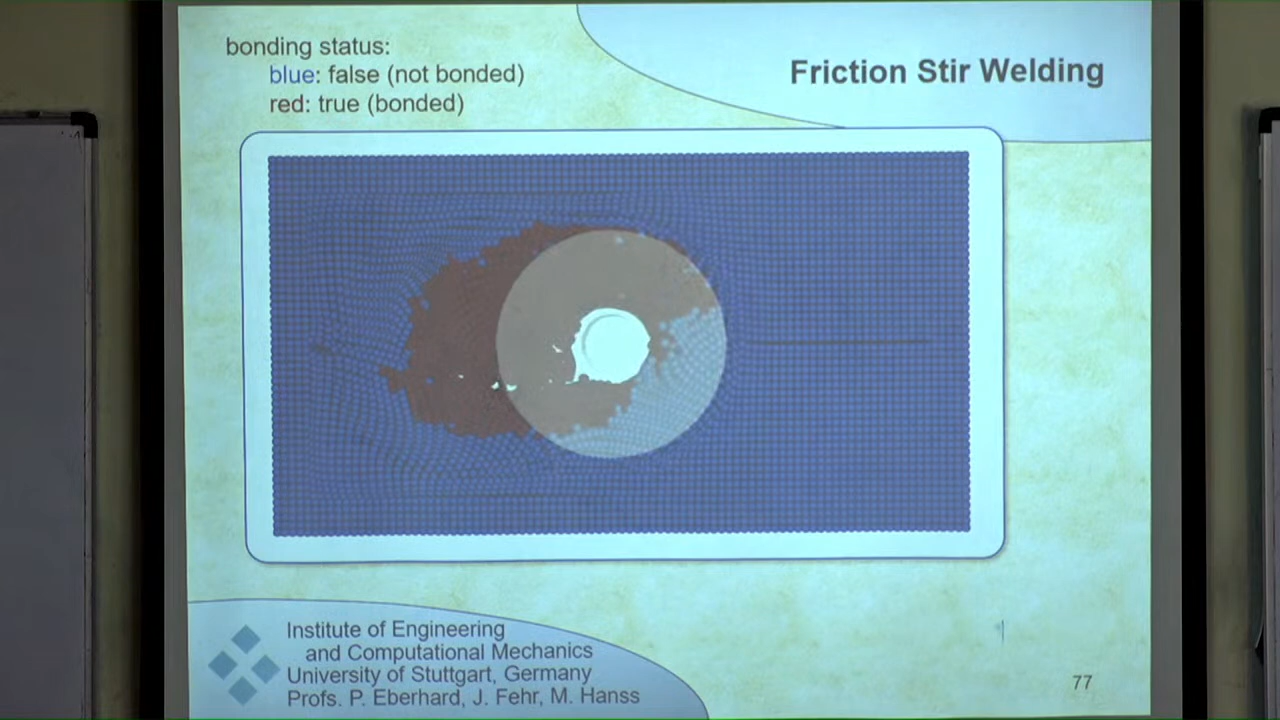 bonding status:
blue: false (not bonded)
red: true (bonded)
Friction Stir Welding
Institute of Engineering
and Computational Mechanics
University of Stuttgart, Germany
Profs. P. Eberhard, J. Fehr, M. Hanss
77